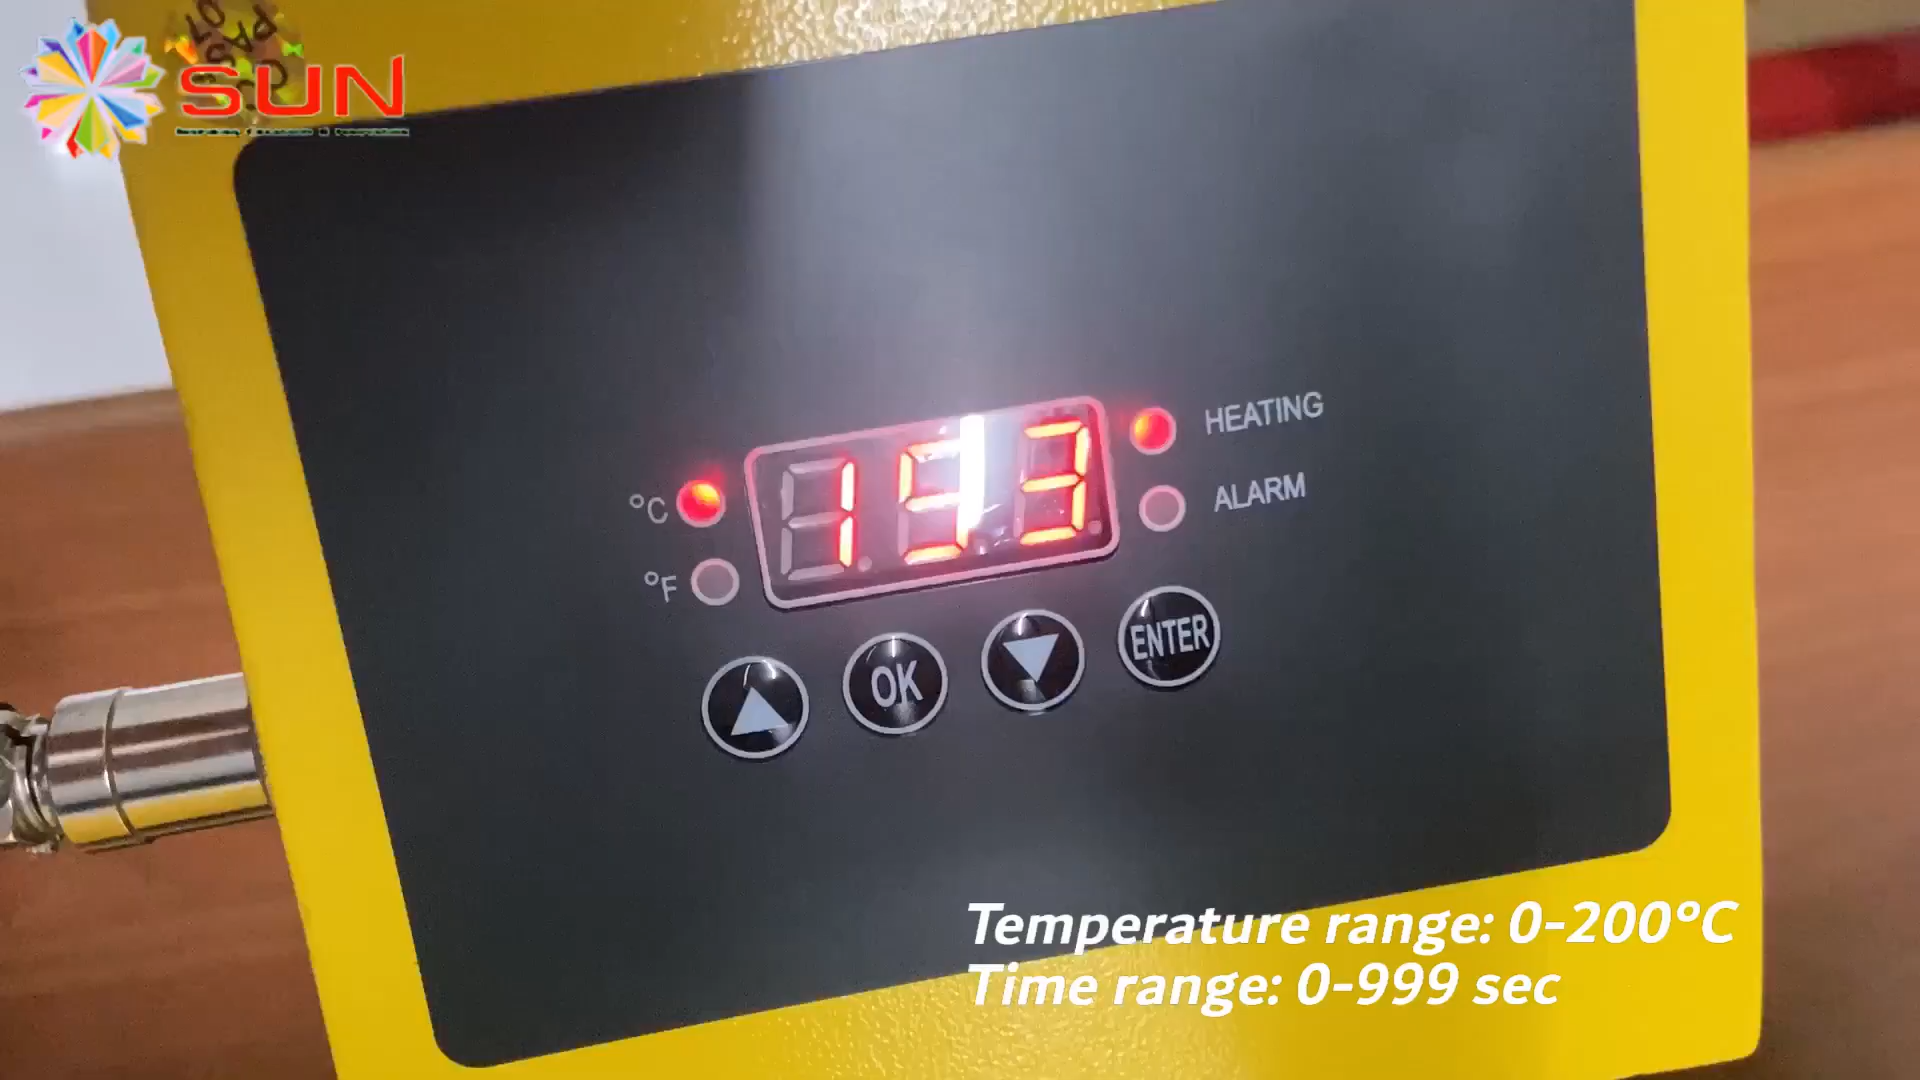 SUN
°C
193
HEATING
ALARM
°F
OK
ENTER
Temperature range: 0-200°C
Time range: 0-999 sec